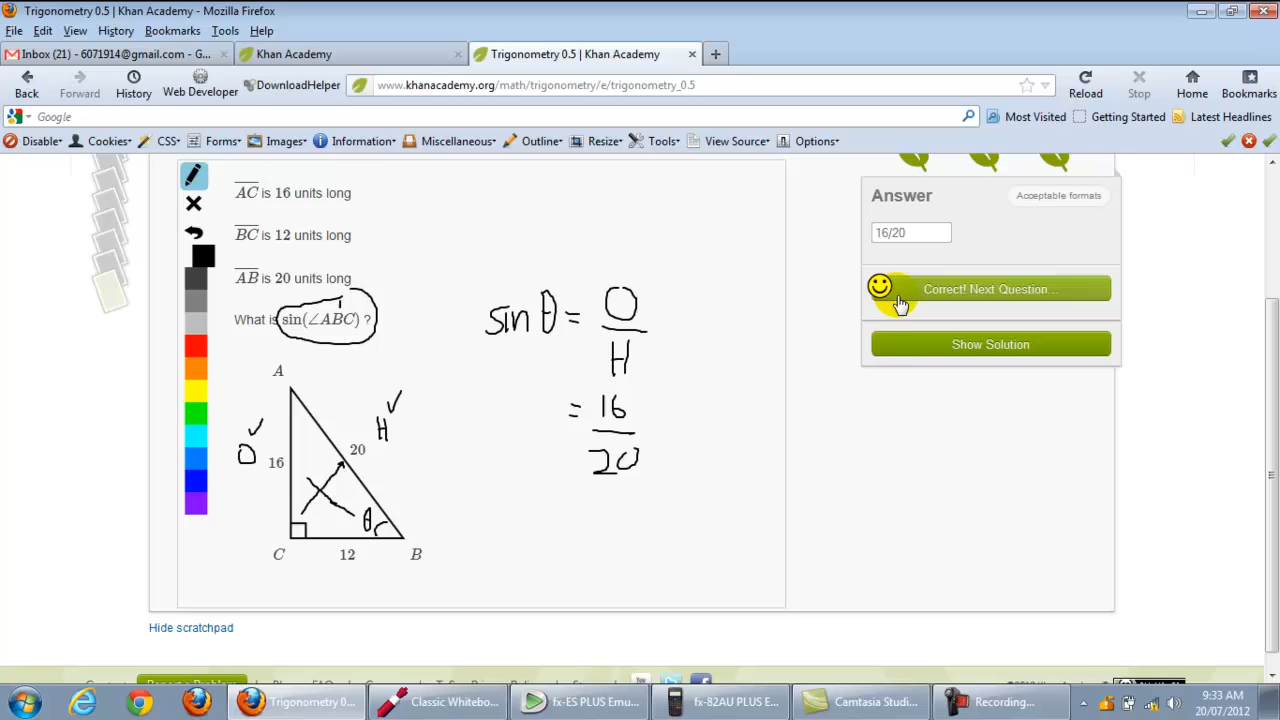 Trigonometry 0.5 | Khan Academy - Mozilla Firefox
File Edit View History Bookmarks Tools Help
Inbox (21) - 6071914@gmail.com - G...
Khan Academy
Trigonometry 0.5 | Khan Academy
Back Forward History Web Developer DownloadHelper www.khanacademy.org/math/trigonometry/e/trigonometry_0.5 Reload Stop Home Bookmarks
Google Most Visited Getting Started Latest Headlines
Disable Cookies CSS Forms Images Information Miscellaneous Outline Resize Tools View Source Options
AC is 16 units long
BC is 12 units long
AB is 20 units long
What is sin(∠ABC) ?
A
16
20
C
12
B
O
H
θ
sin θ = O
H
= 16
20
Answer Acceptable formats
16/20
Correct! Next Question...
Show Solution
Hide scratchpad
Trigonometry 0.5 ...
Classic Whitebo...
fx-ES PLUS Emu...
fx-82AU PLUS E...
Camtasia Studi...
Recording...
9:33 AM
20/07/2012